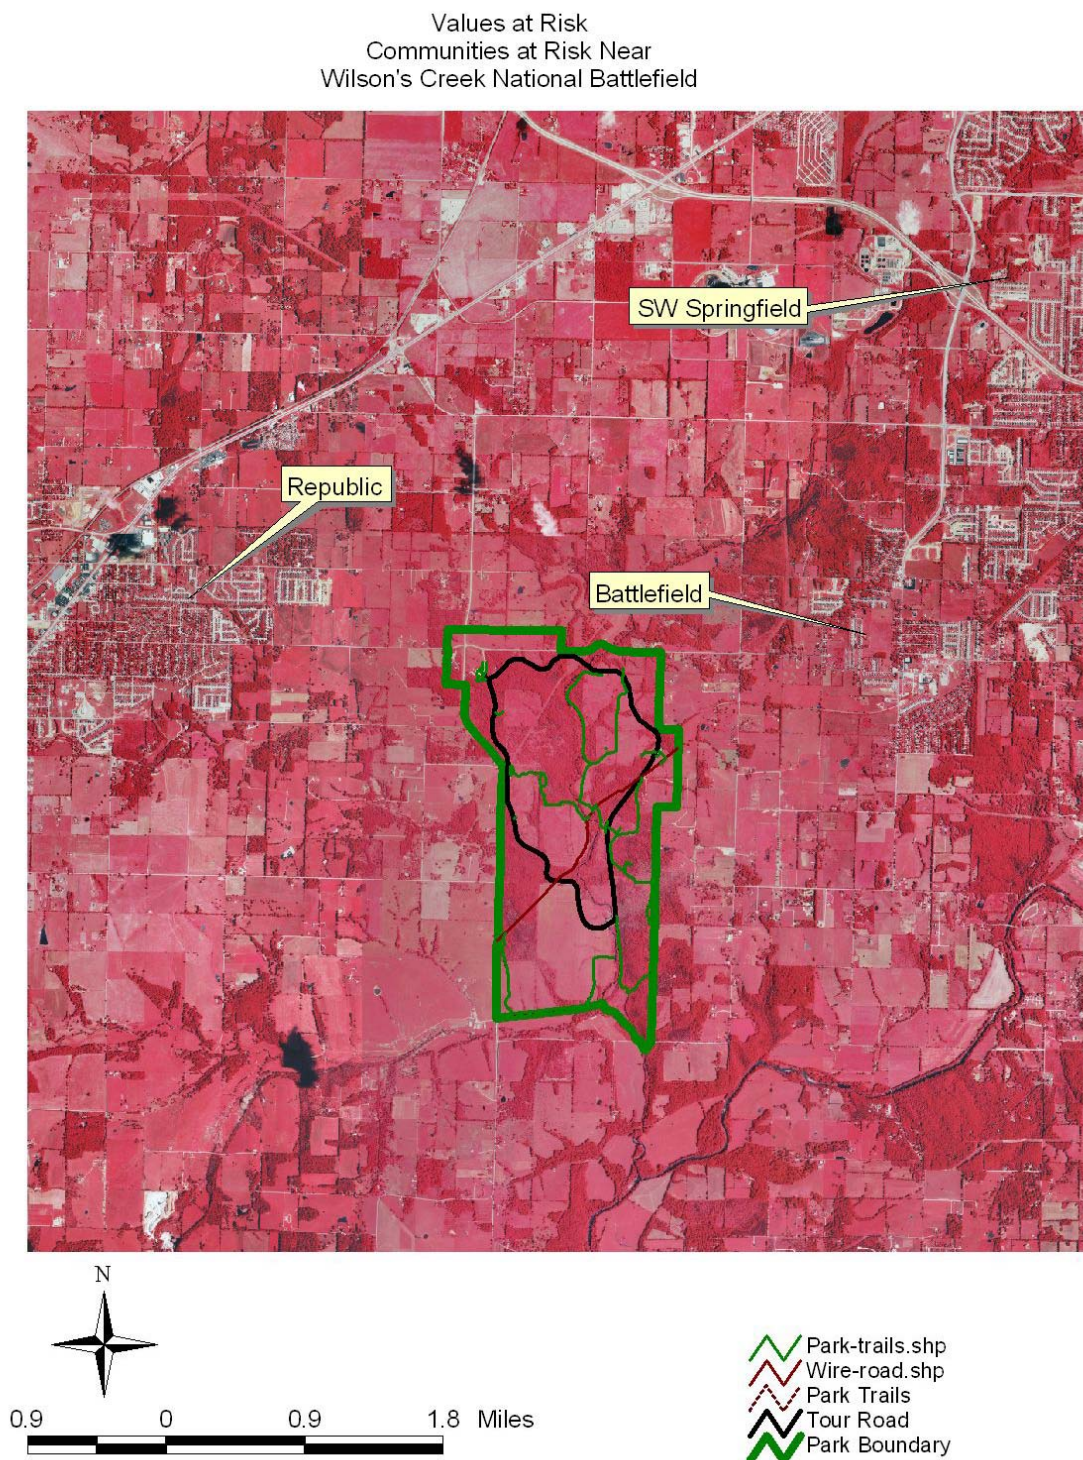 Values at Risk
Communities at Risk Near
Wilson's Creek National Battlefield
SW Springfield
Republic
Battlefield
N
0.9 0 0.9 1.8 Miles
Park-trails.shp
Wire-road.shp
Park Trails
Tour Road
Park Boundary